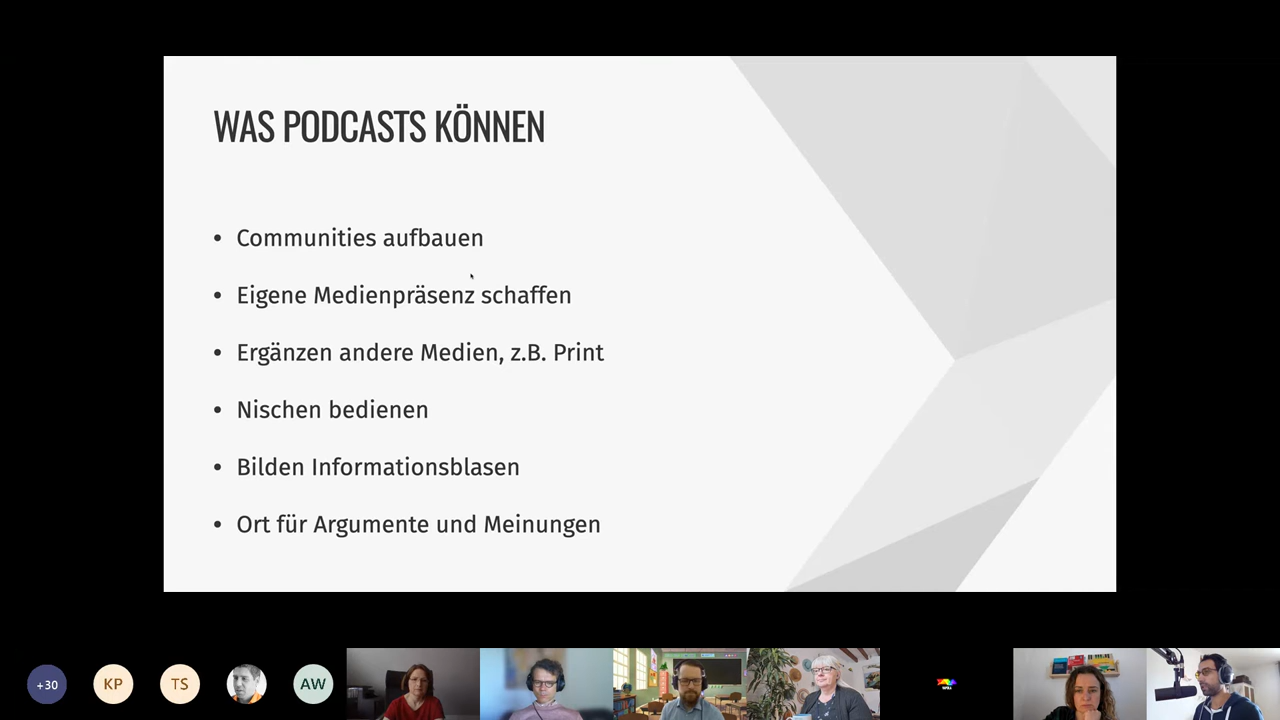 WAS PODCASTS KÖNNEN
• Communities aufbauen
• Eigene Medienpräsenz schaffen
• Ergänzen andere Medien, z.B. Print
• Nischen bedienen
• Bilden Informationsblasen
• Ort für Argumente und Meinungen
+30
KP
TS
AW